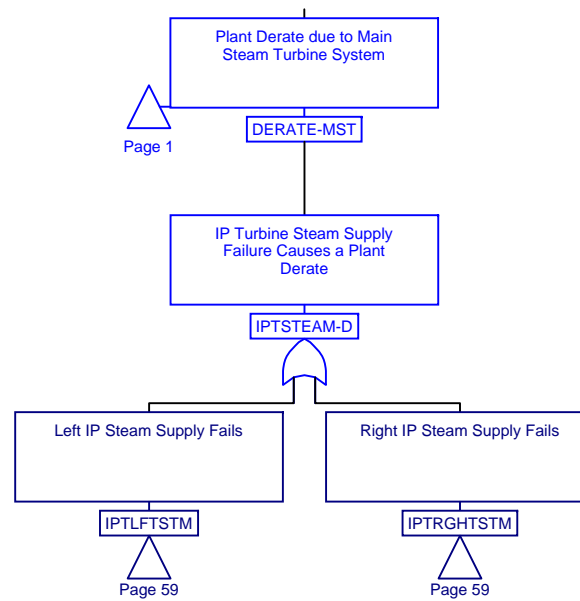 Plant Derate due to Main
Steam Turbine System
Page 1
DERATE-MST
IP Turbine Steam Supply
Failure Causes a Plant
Derate
IPTSTEAM-D
Left IP Steam Supply Fails
Right IP Steam Supply Fails
IPTLFTSTM
IPTRGHTSTM
Page 59
Page 59